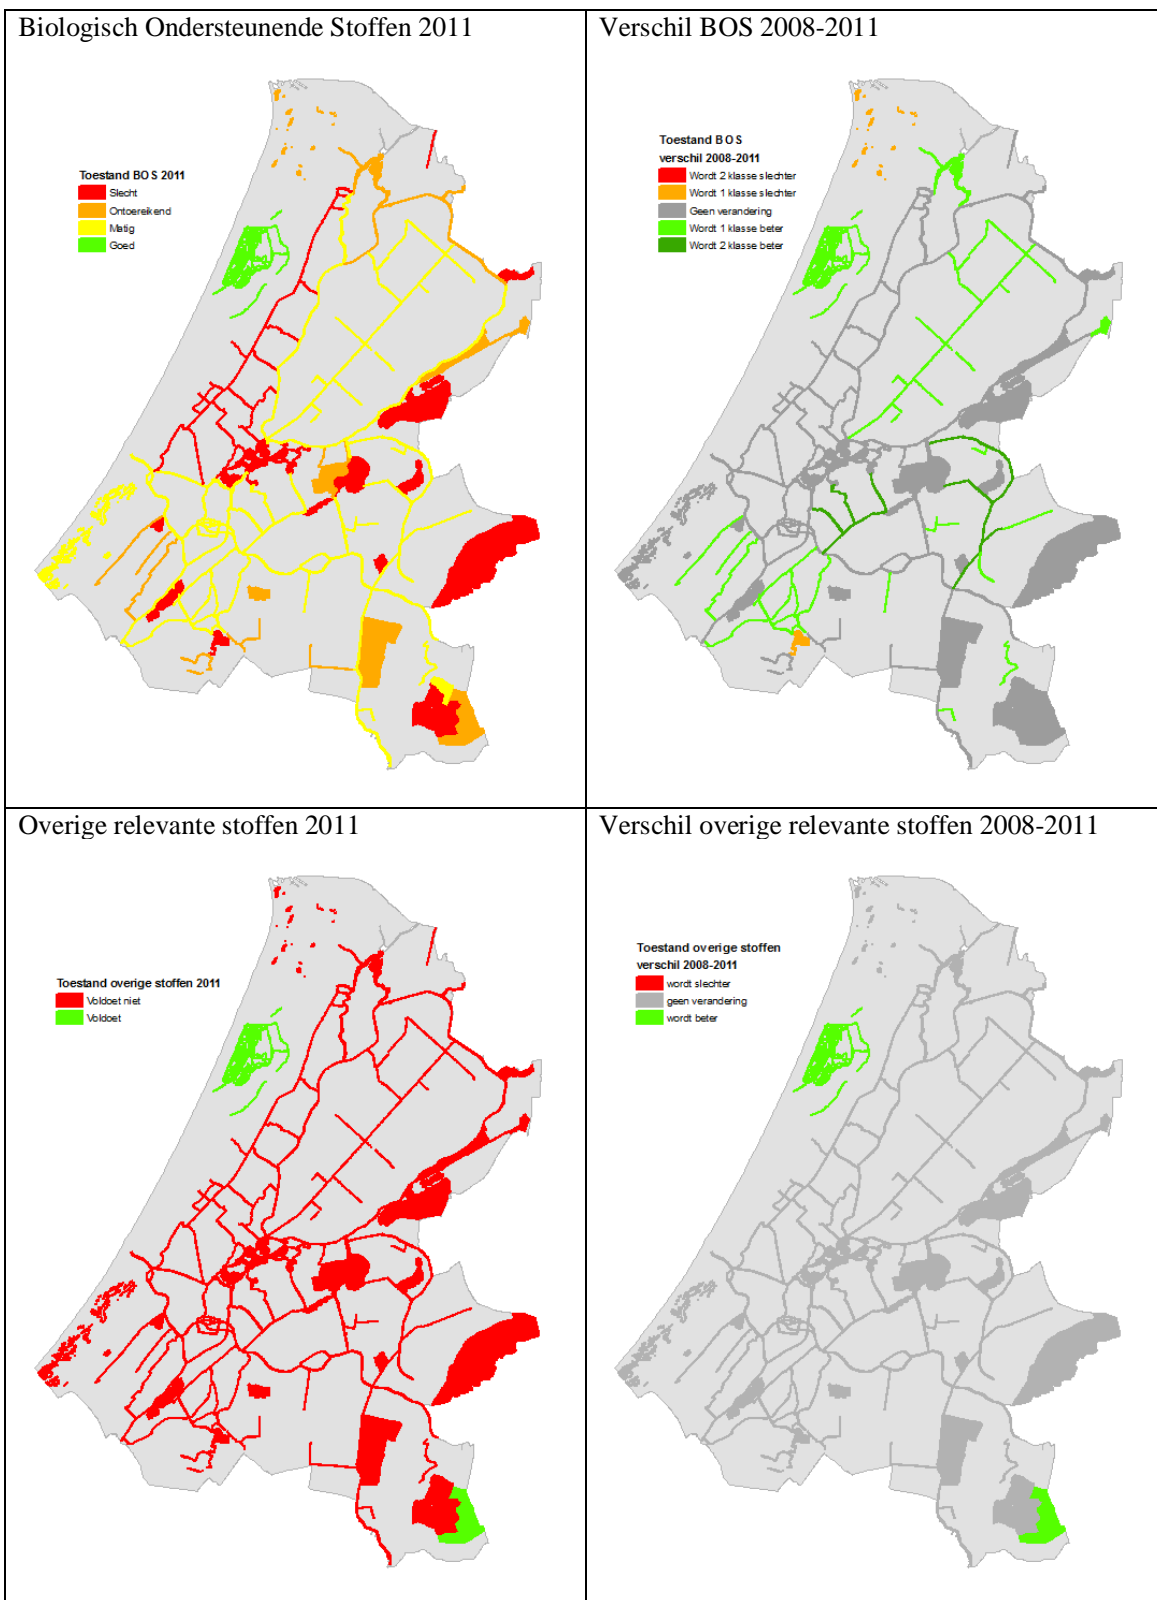 Biologisch Ondersteunende Stoffen 2011
Toestand BOS 2011
Slecht
Ontoereikend
Matig
Goed
Verschil BOS 2008-2011
Toestand BOS
verschil 2008-2011
Wordt 2 klasse slechter
Wordt 1 klasse slechter
Geen verandering
Wordt 1 klasse beter
Wordt 2 klasse beter
Overige relevante stoffen 2011
Toestand overige stoffen 2011
Voldoet niet
Voldoet
Verschil overige relevante stoffen 2008-2011
Toestand overige stoffen
verschil 2008-2011
wordt slechter
geen verandering
wordt beter